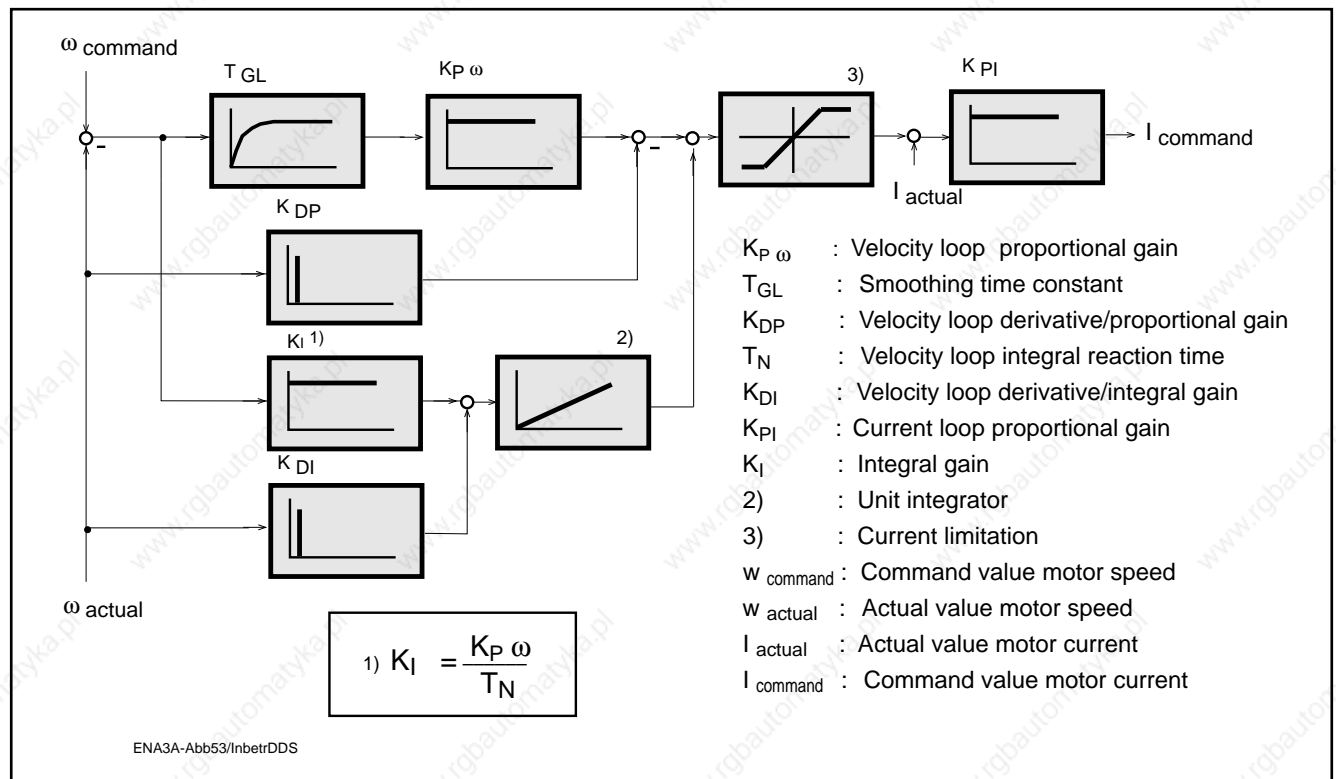 ω command
T GL
KP ω
3)
K PI
-
-
I command
I actual
K DP
KI 1)
2)
K DI
ω actual
KP ω : Velocity loop proportional gain
TGL : Smoothing time constant
KDP : Velocity loop derivative/proportional gain
TN : Velocity loop integral reaction time
KDI : Velocity loop derivative/integral gain
KPI : Current loop proportional gain
KI : Integral gain
2) : Unit integrator
3) : Current limitation
w command : Command value motor speed
w actual : Actual value motor speed
I actual : Actual value motor current
I command : Command value motor current
1) KI = KP ω
TN
ENA3A-Abb53/InbetrDDS
www.rgbautomatyka.pl